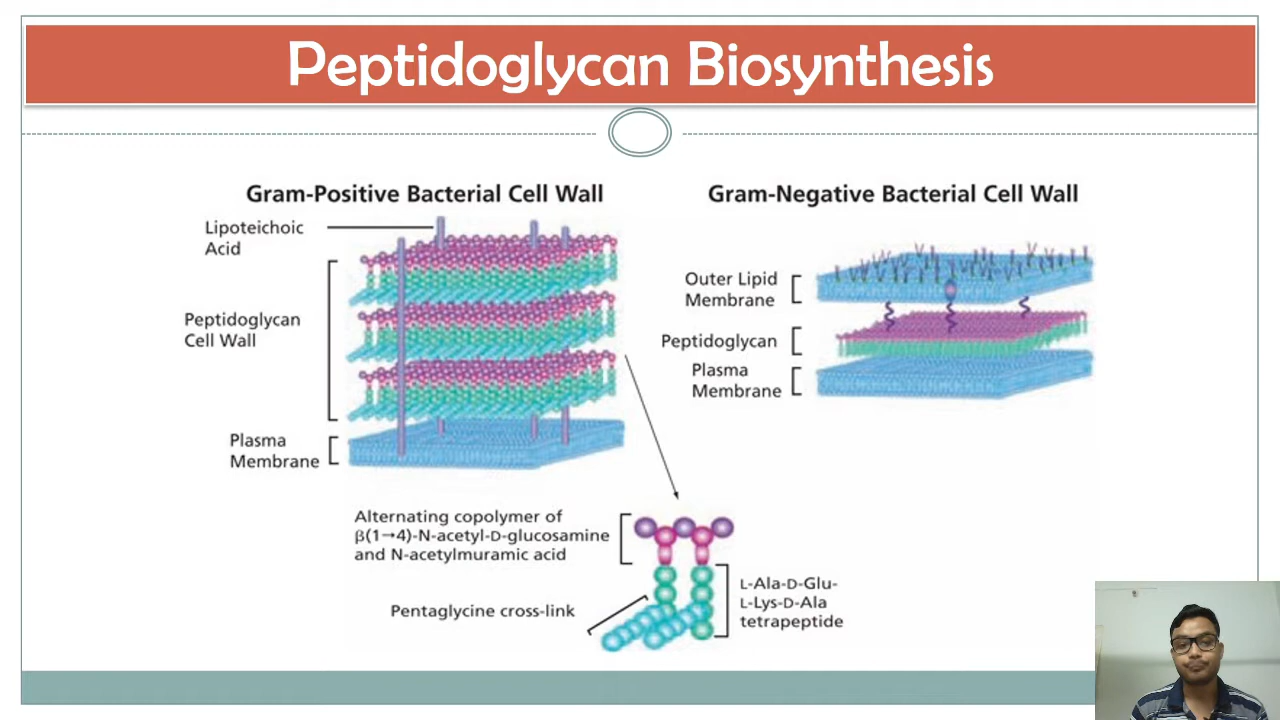 Peptidoglycan Biosynthesis
Gram-Positive Bacterial Cell Wall
Lipoteichoic
Acid
Peptidoglycan
Cell Wall
Plasma
Membrane
Gram-Negative Bacterial Cell Wall
Outer Lipid
Membrane
Peptidoglycan
Plasma
Membrane
Alternating copolymer of
β(1→4)-N-acetyl-D-glucosamine
and N-acetylmuramic acid
Pentaglycine cross-link
L-Ala-D-Glu-
L-Lys-D-Ala
tetrapeptide